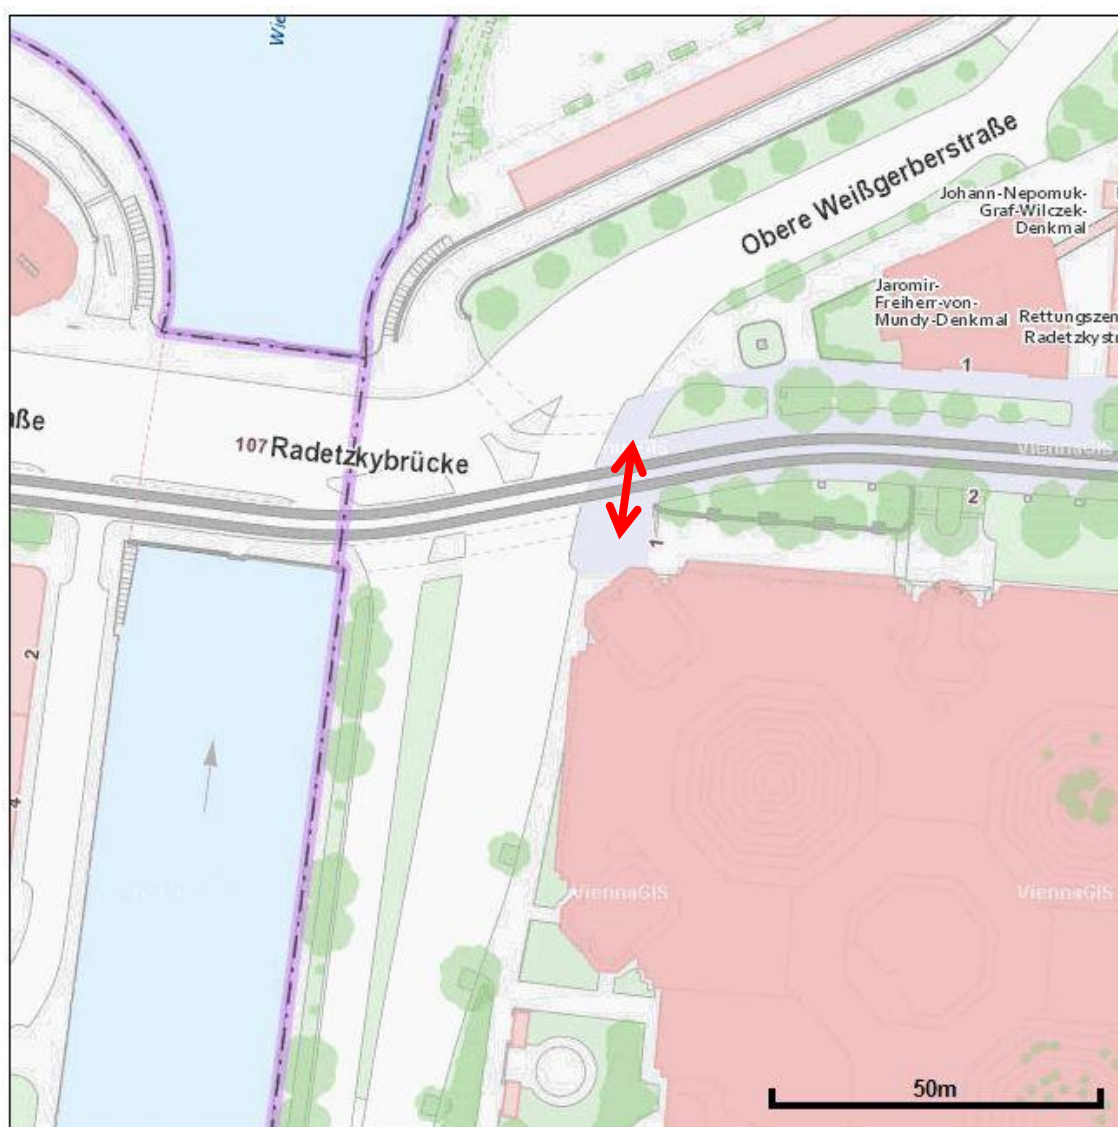 Wie
Obere Weißgerberstraße
Johann-Nepomuk-
Graf-Wilczek-
Denkmal
Jaromir-
Freiherr-von-
Mundy-Denkmal
Rettungszen
Radetzkystr
1
aße
107
Radetzkybrücke
ViennaGIS
2
1
2
4
ViennaGIS
ViennaGIS
50m